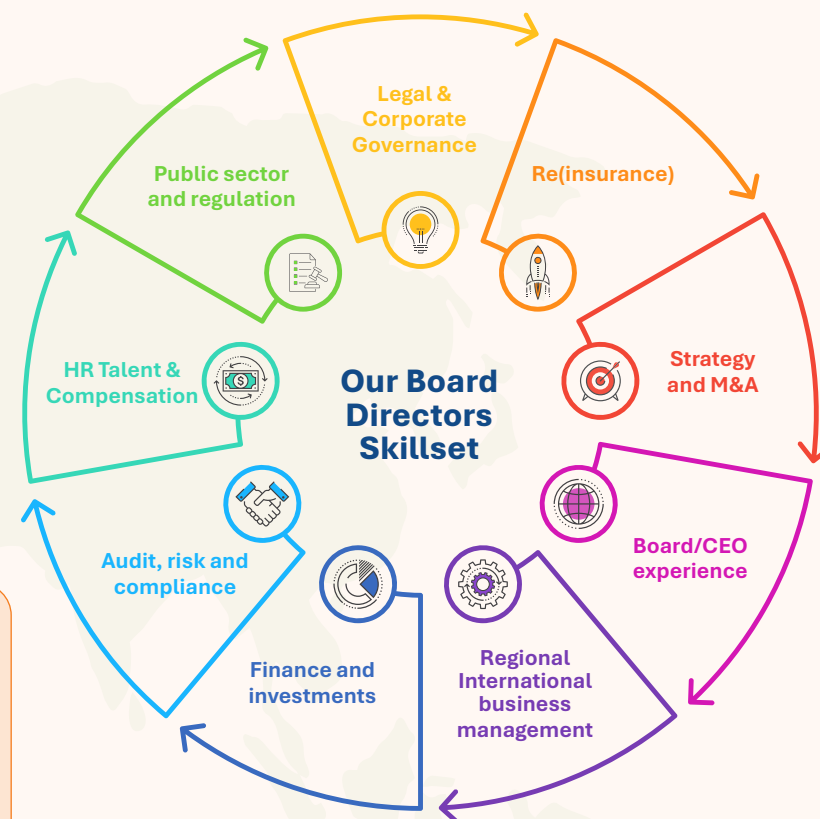 Legal &
Corporate
Governance
Re(insurance)
Strategy
and M&A
Board/CEO
experience
Regional
International
business
management
Finance and
investments
Audit, risk and
compliance
HR Talent &
Compensation
Public sector
and regulation
Our Board
Directors
Skillset
$